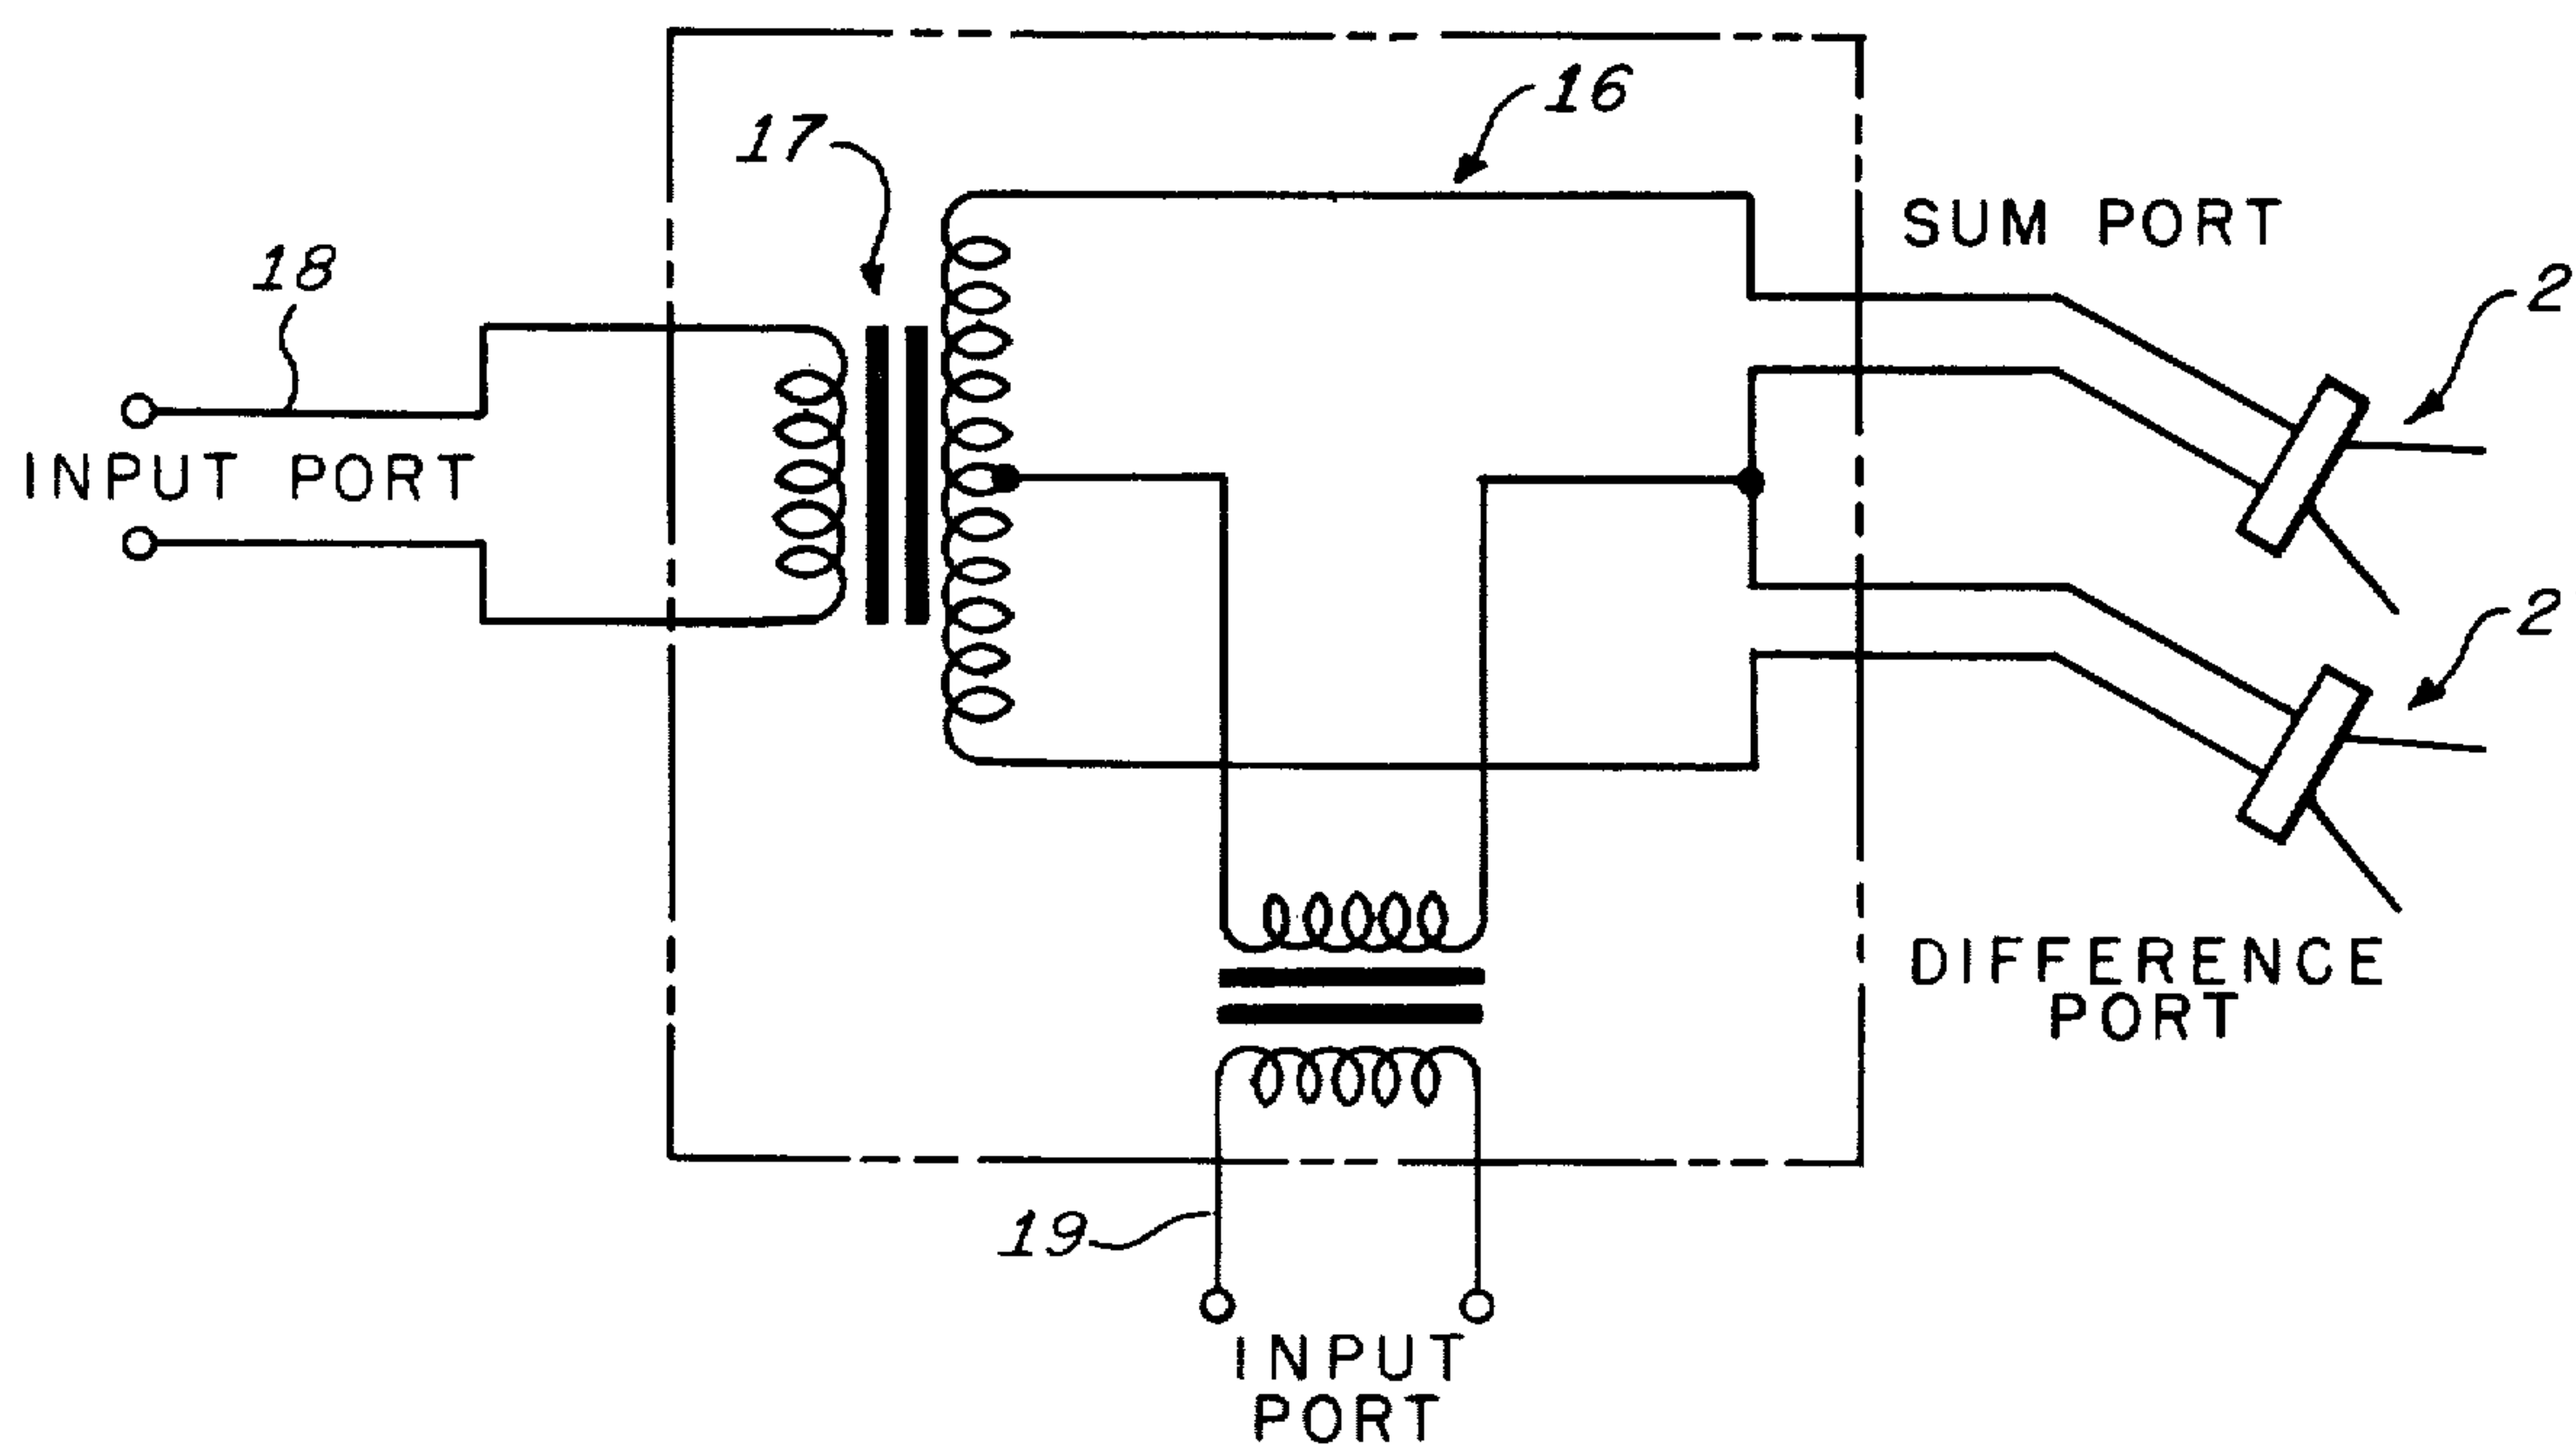 16
17
SUM PORT
18
2
INPUT PORT
2
DIFFERENCE
PORT
19
INPUT
PORT